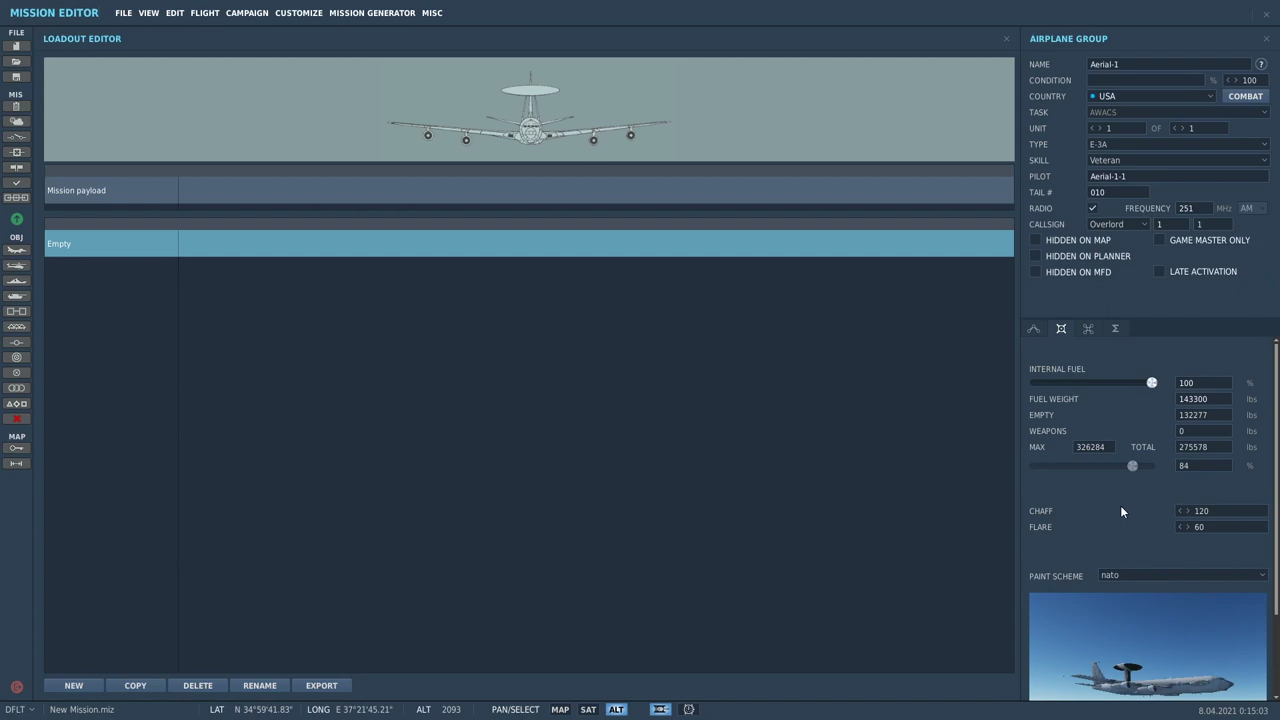 MISSION EDITOR FILE VIEW EDIT FLIGHT CAMPAIGN CUSTOMIZE MISSION GENERATOR MISC
FILE
MIS
OBJ
MAP
LOADOUT EDITOR
Mission payload
Empty
NEW COPY DELETE RENAME EXPORT
AIRPLANE GROUP
NAME Aerial-1 ?
CONDITION % < > 100
COUNTRY USA COMBAT
TASK AWACS
UNIT < > 1 OF < > 1
TYPE E-3A
SKILL Veteran
PILOT Aerial-1-1
TAIL # 010
RADIO FREQUENCY 251 MHz AM
CALLSIGN Overlord 1 1
HIDDEN ON MAP GAME MASTER ONLY
HIDDEN ON PLANNER
HIDDEN ON MFD LATE ACTIVATION
INTERNAL FUEL
100 %
FUEL WEIGHT 143300 lbs
EMPTY 132277 lbs
WEAPONS 0 lbs
MAX 326284 TOTAL 275578 lbs
84 %
CHAFF < > 120
FLARE < > 60
PAINT SCHEME nato
DFLT New Mission.miz LAT N 34°59'41.83" LONG E 37°21'45.21" ALT 2093 PAN/SELECT MAP SAT ALT 8.04.2021 0:15:03